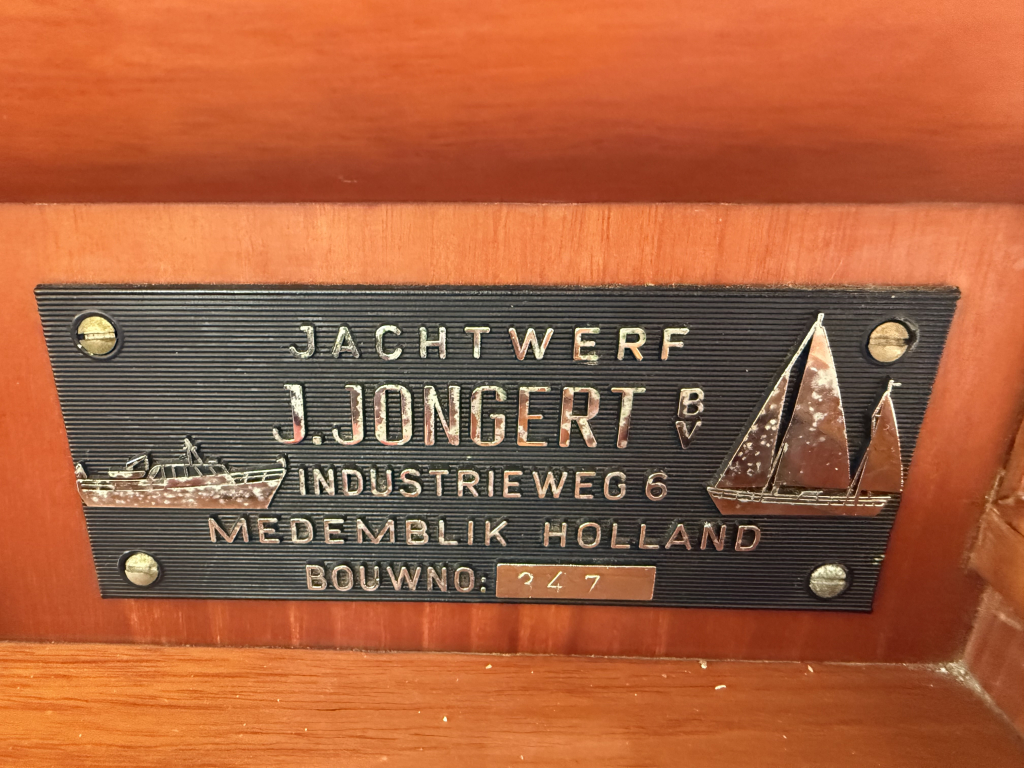 JACHTWERF
J.JONGERT BV
INDUSTRIEWEG 6
MEDEMBLIK HOLLAND
BOUWNO: 347